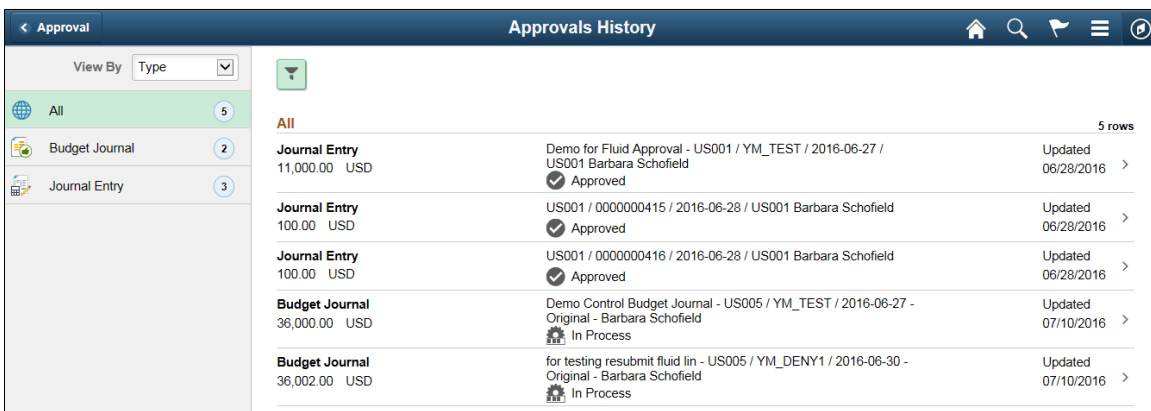 Approval
Approvals History
View By Type
All 5
Budget Journal 2
Journal Entry 3
All
5 rows
Journal Entry
11,000.00 USD
Demo for Fluid Approval - US001 / YM_TEST / 2016-06-27 /
US001 Barbara Schofield
Approved
Updated
06/28/2016
Journal Entry
100.00 USD
US001 / 0000000415 / 2016-06-28 / US001 Barbara Schofield
Approved
Updated
06/28/2016
Journal Entry
100.00 USD
US001 / 0000000416 / 2016-06-28 / US001 Barbara Schofield
Approved
Updated
06/28/2016
Budget Journal
36,000.00 USD
Demo Control Budget Journal - US005 / YM_TEST / 2016-06-27 -
Original - Barbara Schofield
In Process
Updated
07/10/2016
Budget Journal
36,002.00 USD
for testing resubmit fluid lin - US005 / YM_DENY1 / 2016-06-30 -
Original - Barbara Schofield
In Process
Updated
07/10/2016